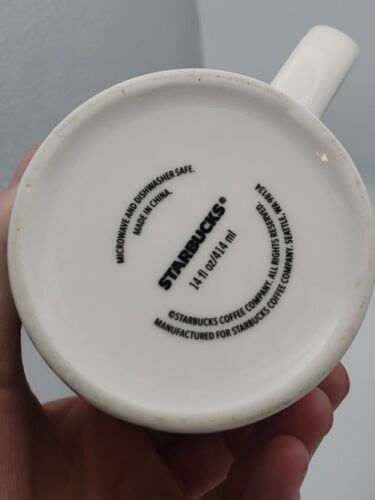 MICROWAVE AND DISHWASHER SAFE.
MADE IN CHINA.
STARBUCKS®
14 fl oz/414 ml
©STARBUCKS COFFEE COMPANY. ALL RIGHTS RESERVED.
MANUFACTURED FOR STARBUCKS COFFEE COMPANY, SEATTLE, WA 98134